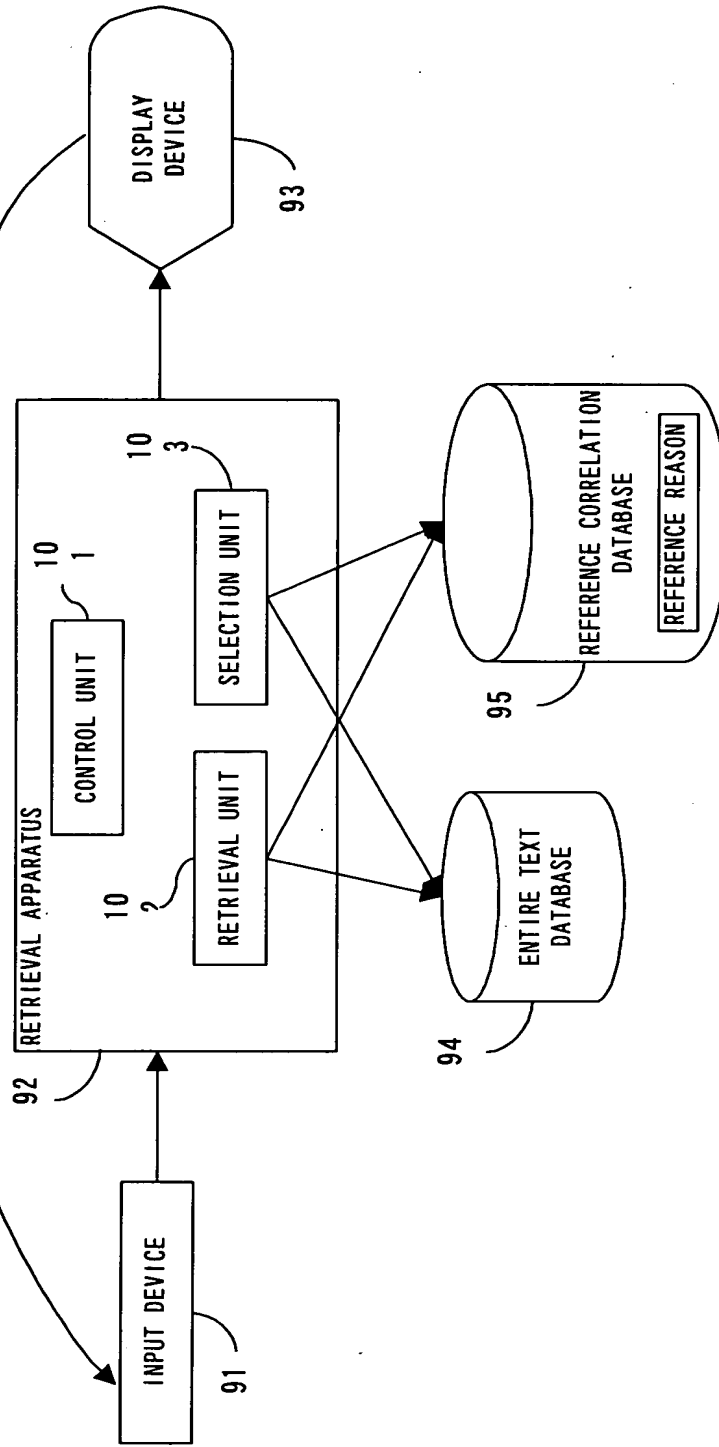 RETRIEVAL APPARATUS
92
CONTROL UNIT
10
1
RETRIEVAL UNIT
10
2
SELECTION UNIT
10
3
INPUT DEVICE
91
DISPLAY
DEVICE
93
ENTIRE TEXT
DATABASE
94
REFERENCE CORRELATION
DATABASE
REFERENCE REASON
95